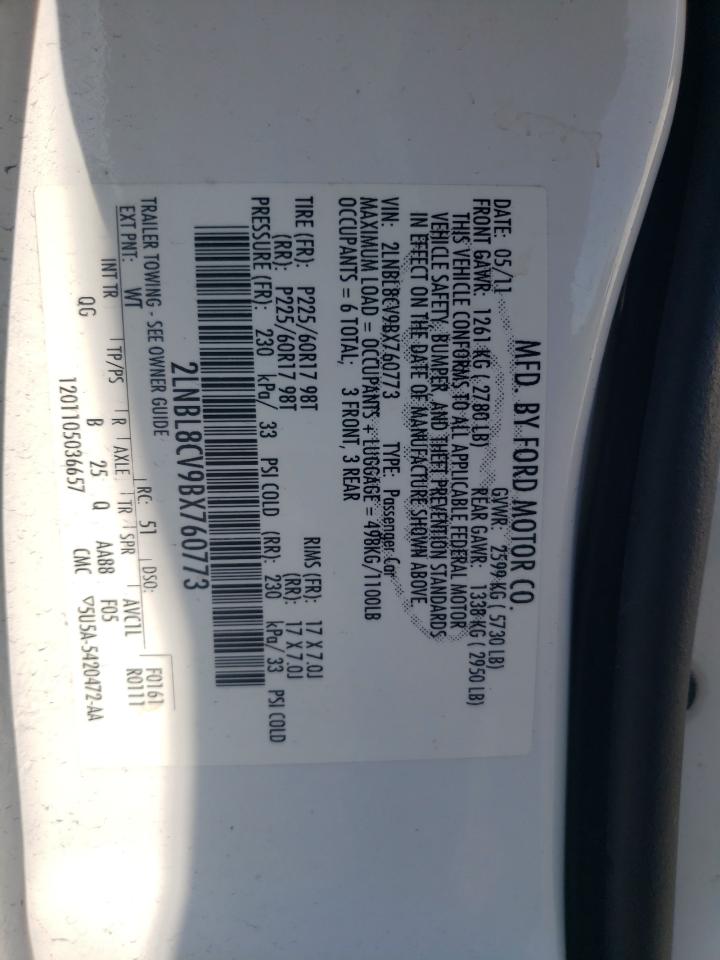 MFD. BY FORD MOTOR CO.
DATE: 05/11 GVWR: 2599 KG ( 5730 LB)
FRONT GAWR: 1261 KG ( 2780 LB) REAR GAWR: 1338 KG ( 2950 LB)
THIS VEHICLE CONFORMS TO ALL APPLICABLE FEDERAL MOTOR
VEHICLE SAFETY, BUMPER, AND THEFT PREVENTION STANDARDS
IN EFFECT ON THE DATE OF MANUFACTURE SHOWN ABOVE.
VIN: 2LNBL8CV9BX760773 TYPE: Passenger Car
MAXIMUM LOAD = OCCUPANTS + LUGGAGE = 498KG/1100LB
OCCUPANTS = 6 TOTAL; 3 FRONT, 3 REAR
TIRE (FR): P225/60R17 98T RIMS (FR): 17 X 7.0J
(RR): P225/60R17 98T (RR): 17 X 7.0J
PRESSURE (FR): 230 kPa/ 33 PSI COLD (RR): 230 kPa/ 33 PSI COLD
2LNBL8CV9BX760773
TRAILER TOWING - SEE OWNER GUIDE
EXT PNT: WT RC: 51 DSO: F0161
R0111
INT TR TP/PS R AXLE TR SPR AVCTL
QG B 25 Q AA88 F05
1201105036657 CMC ▽5U5A-5420472-AA